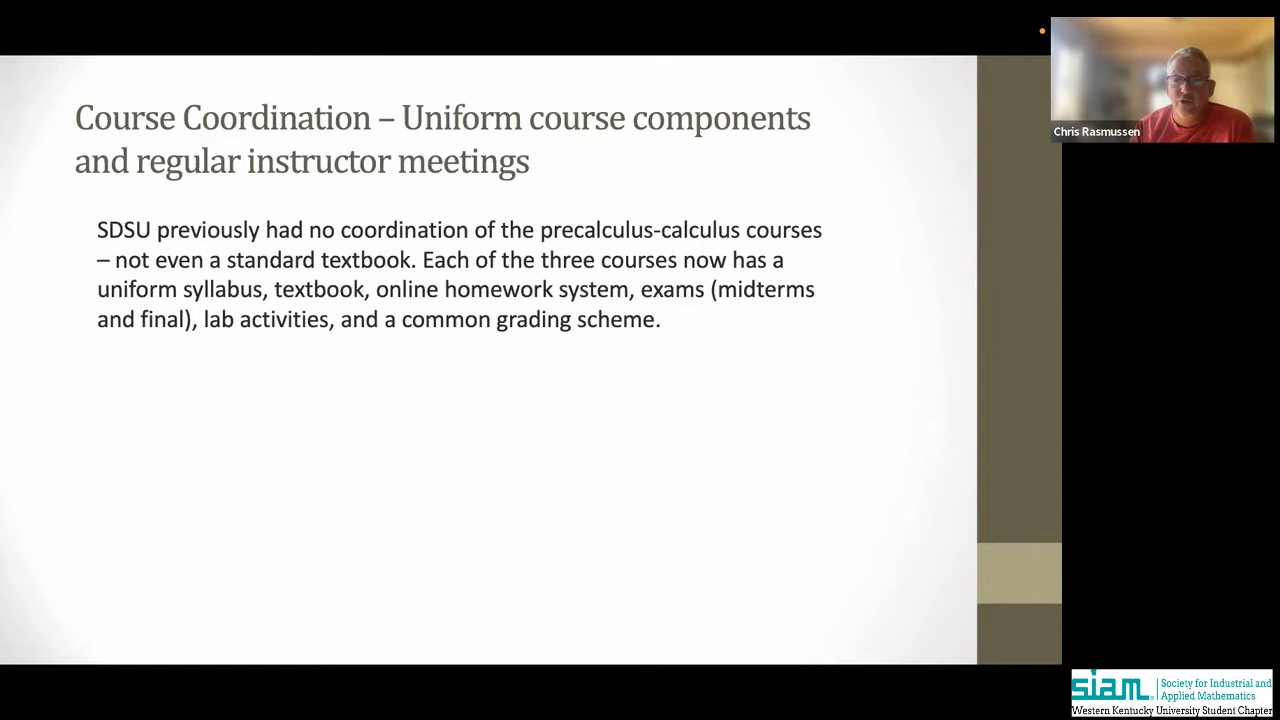 Course Coordination – Uniform course components
and regular instructor meetings
SDSU previously had no coordination of the precalculus-calculus courses
– not even a standard textbook. Each of the three courses now has a
uniform syllabus, textbook, online homework system, exams (midterms
and final), lab activities, and a common grading scheme.
Chris Rasmussen
siam. Society for Industrial and
Applied Mathematics
Western Kentucky University Student Chapter